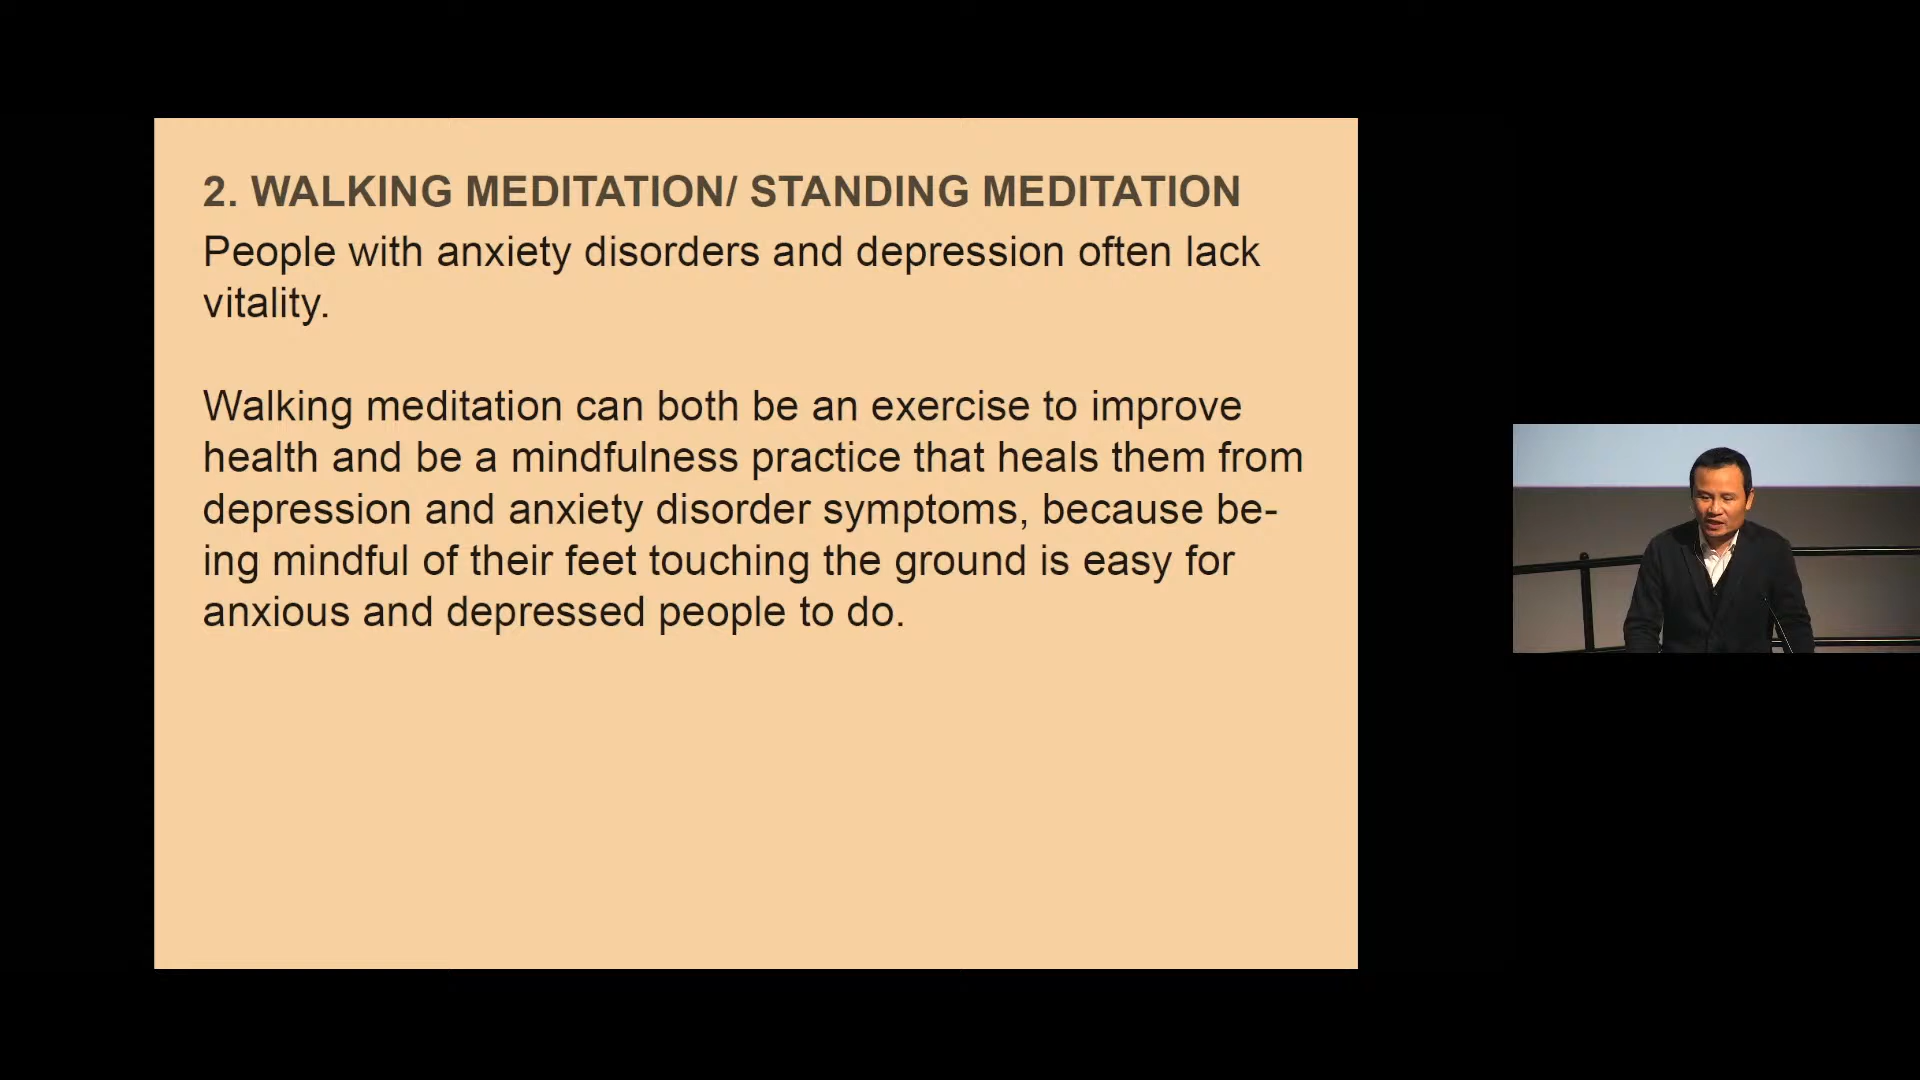 2. WALKING MEDITATION/ STANDING MEDITATION
People with anxiety disorders and depression often lack
vitality.
Walking meditation can both be an exercise to improve
health and be a mindfulness practice that heals them from
depression and anxiety disorder symptoms, because be-
ing mindful of their feet touching the ground is easy for
anxious and depressed people to do.